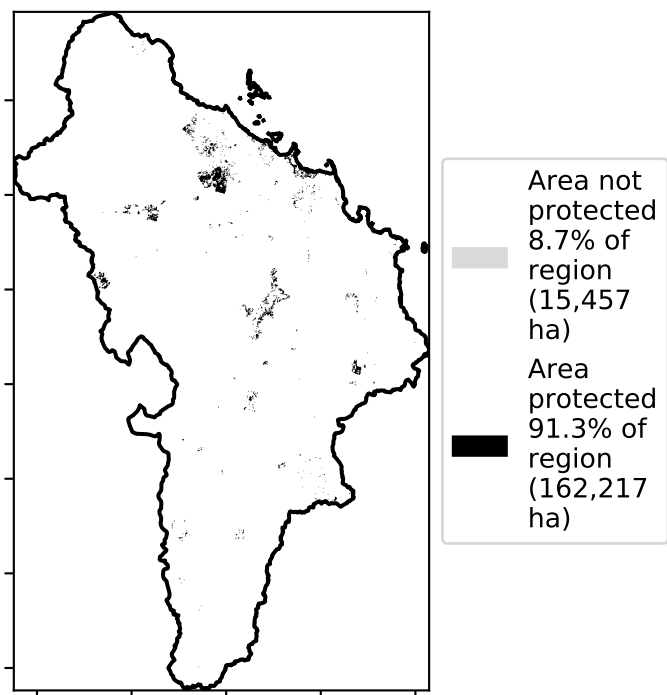 Area not
protected
8.7% of
region
(15,457
ha)
Area
protected
91.3% of
region
(162,217
ha)